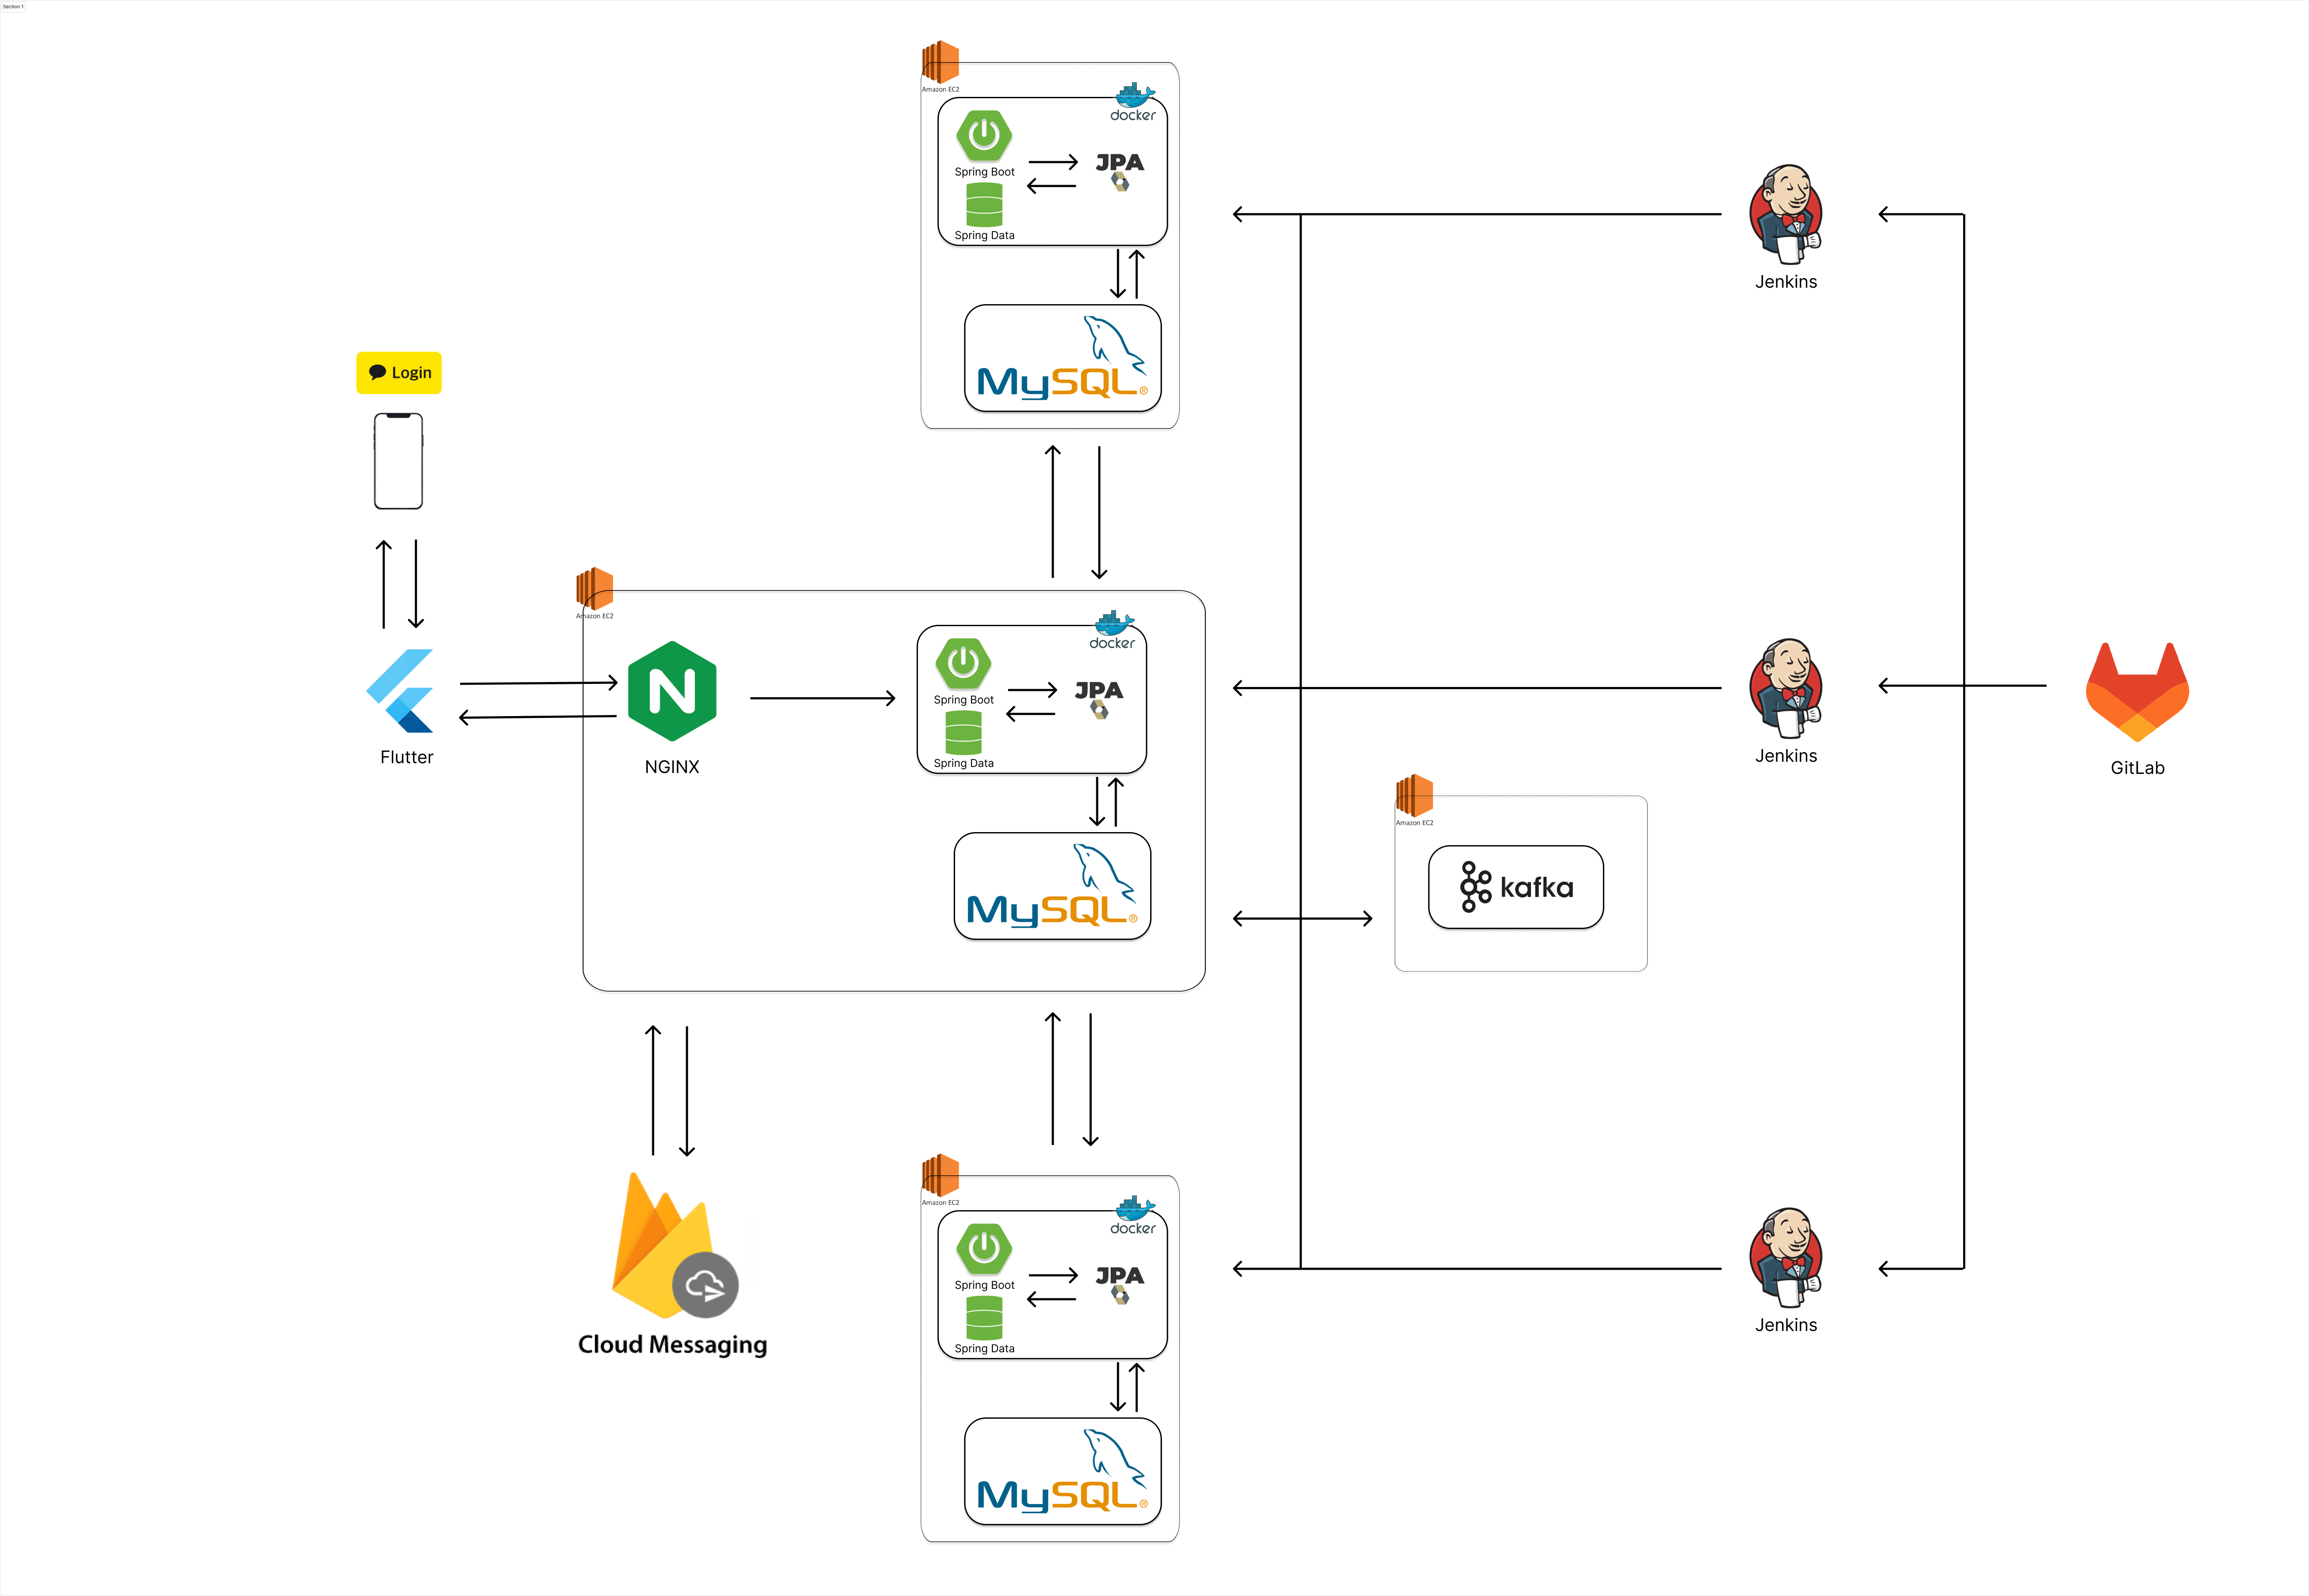 Section 1
Amazon EC2
docker
Spring Boot
JPA
Spring Data
MySQL®
Jenkins
Login
Amazon EC2
docker
Spring Boot
JPA
Spring Data
MySQL®
NGINX
Flutter
Jenkins
GitLab
Amazon EC2
kafka
Cloud Messaging
Amazon EC2
docker
Spring Boot
JPA
Spring Data
MySQL®
Jenkins